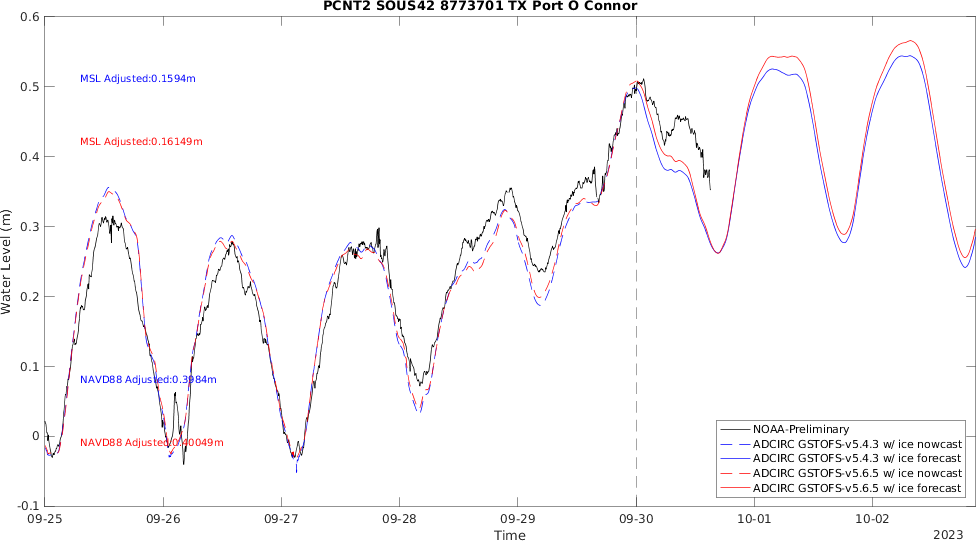 PCNT2 SOUS42 8773701 TX Port O Connor
0.6
0.5
0.4
0.3
0.2
0.1
0
-0.1
Water Level (m)
MSL Adjusted:0.1594m
MSL Adjusted:0.16149m
NAVD88 Adjusted:0.3984m
NAVD88 Adjusted:0.40049m
NOAA-Preliminary
ADCIRC GSTOFS-v5.4.3 w/ ice nowcast
ADCIRC GSTOFS-v5.4.3 w/ ice forecast
ADCIRC GSTOFS-v5.6.5 w/ ice nowcast
ADCIRC GSTOFS-v5.6.5 w/ ice forecast
09-25 09-26 09-27 09-28 09-29 09-30 10-01 10-02
Time
2023